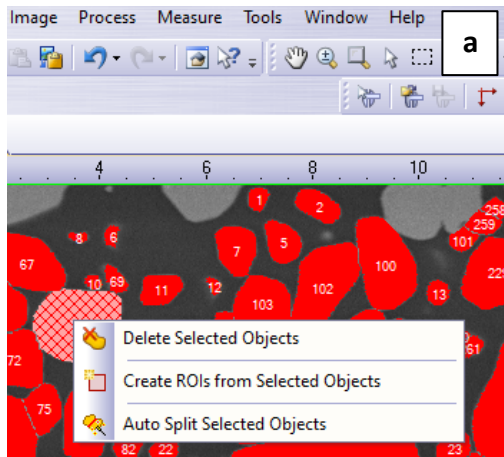 Image Process Measure Tools Window Help
a
4 6 8 10
1
2
258
259
8 6
7 5
101
67
100
225
10 69
11
12
102
13
103
72
61
Delete Selected Objects
Create ROIs from Selected Objects
75
Auto Split Selected Objects
82 22 23